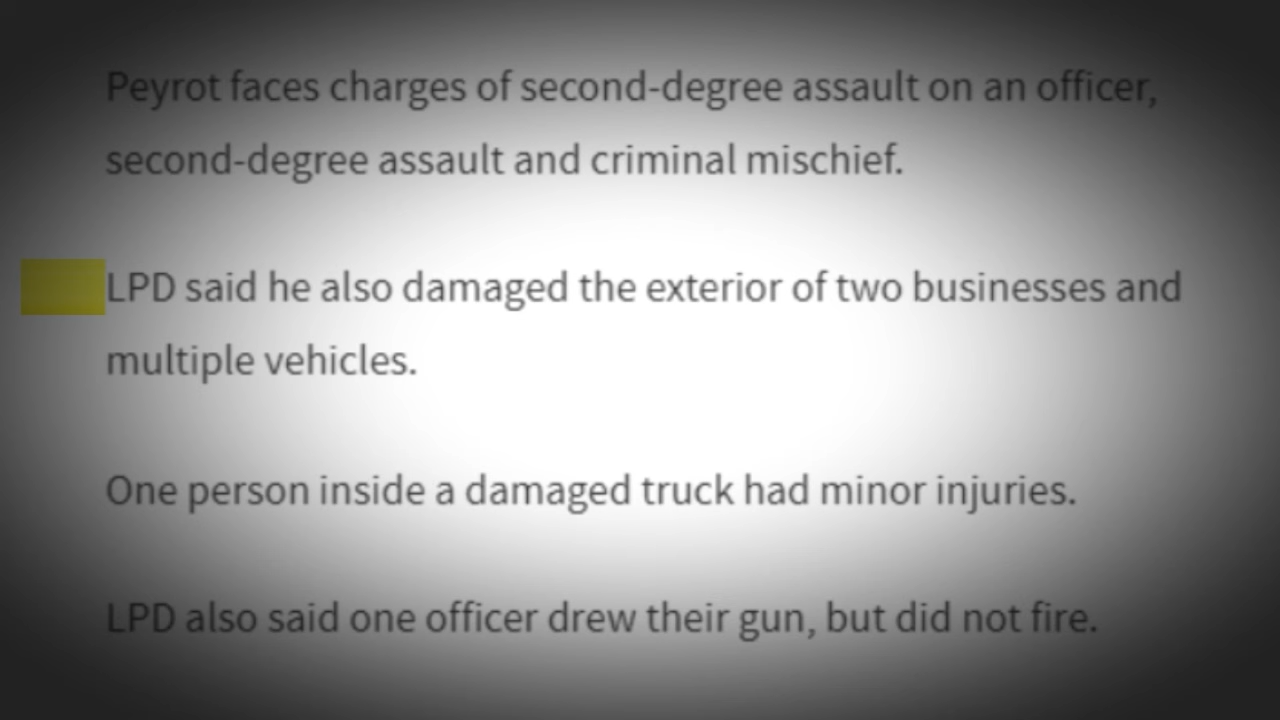 Peyrot faces charges of second-degree assault on an officer,
second-degree assault and criminal mischief.
LPD said he also damaged the exterior of two businesses and
multiple vehicles.
One person inside a damaged truck had minor injuries.
LPD also said one officer drew their gun, but did not fire.